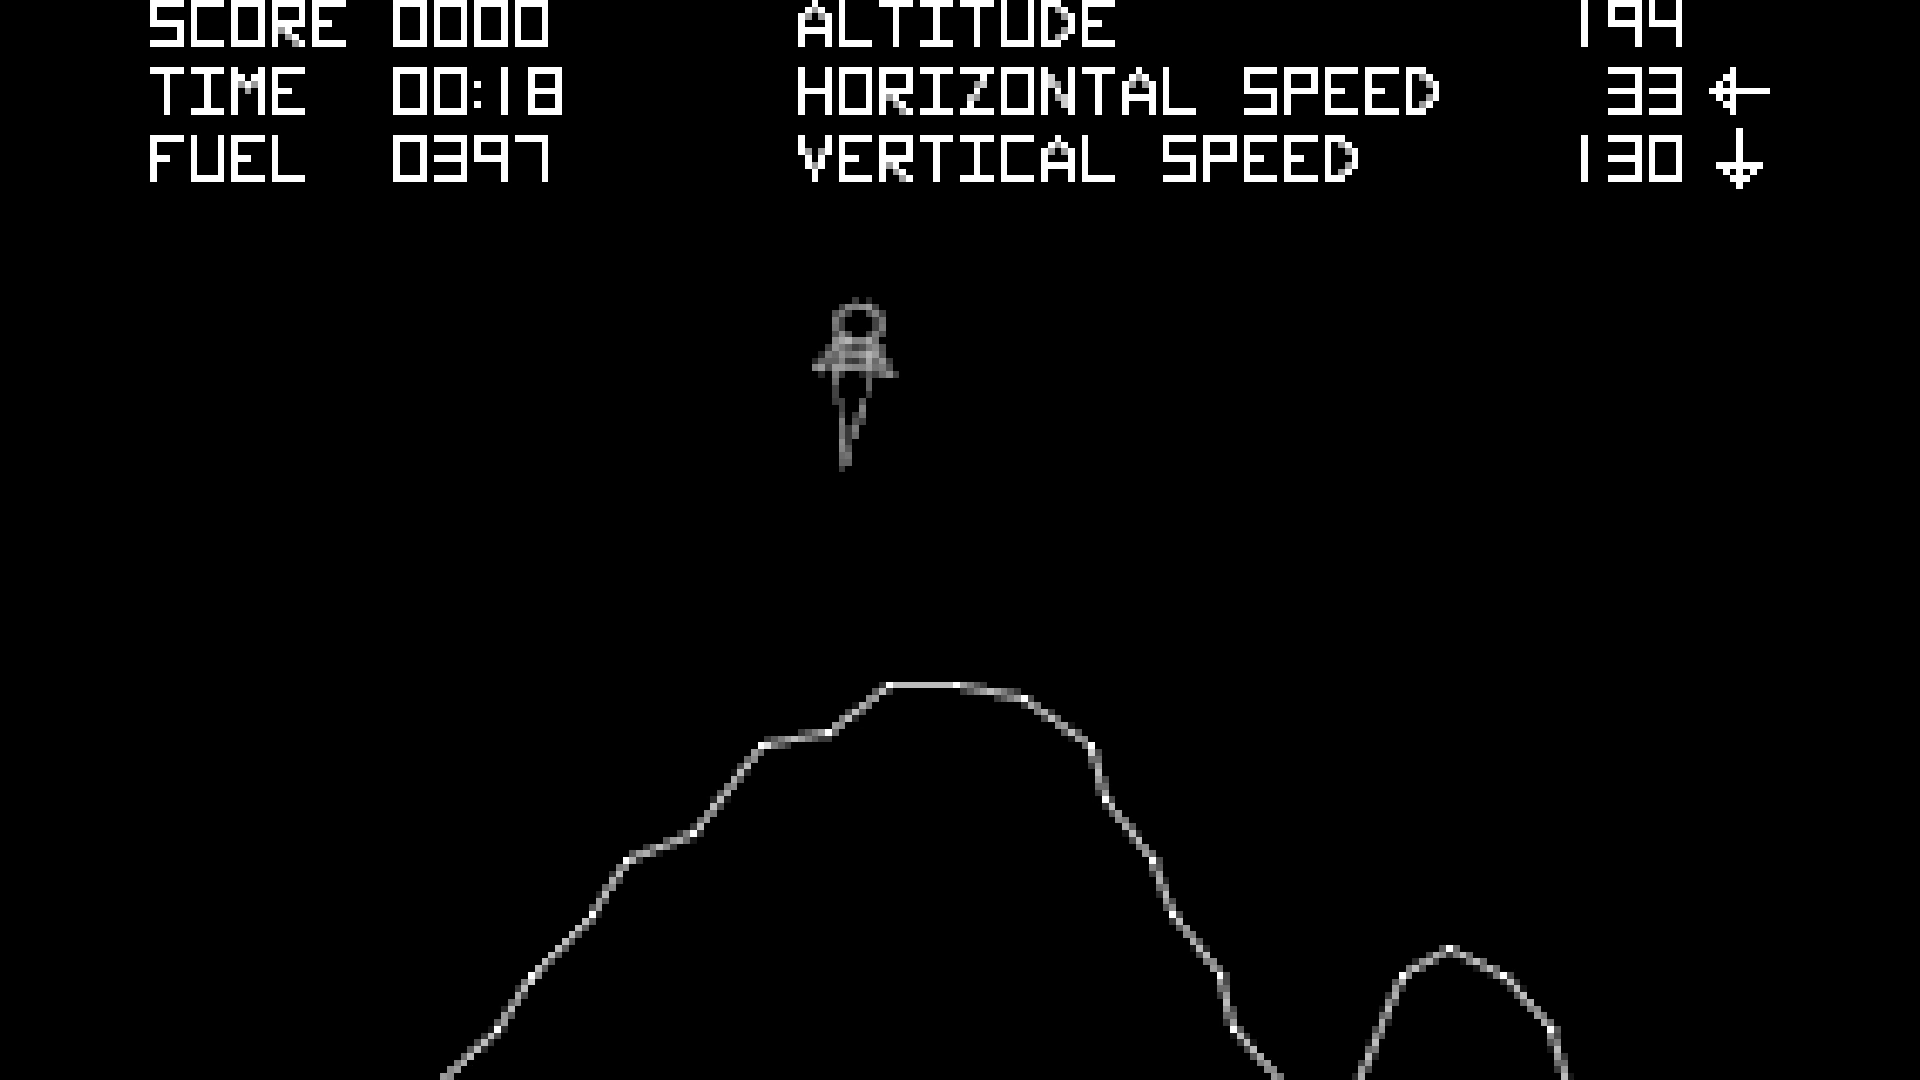 SCORE 0000 ALTITUDE 194
TIME 00:18 HORIZONTAL SPEED 33 ←
FUEL 0397 VERTICAL SPEED 130 ↓